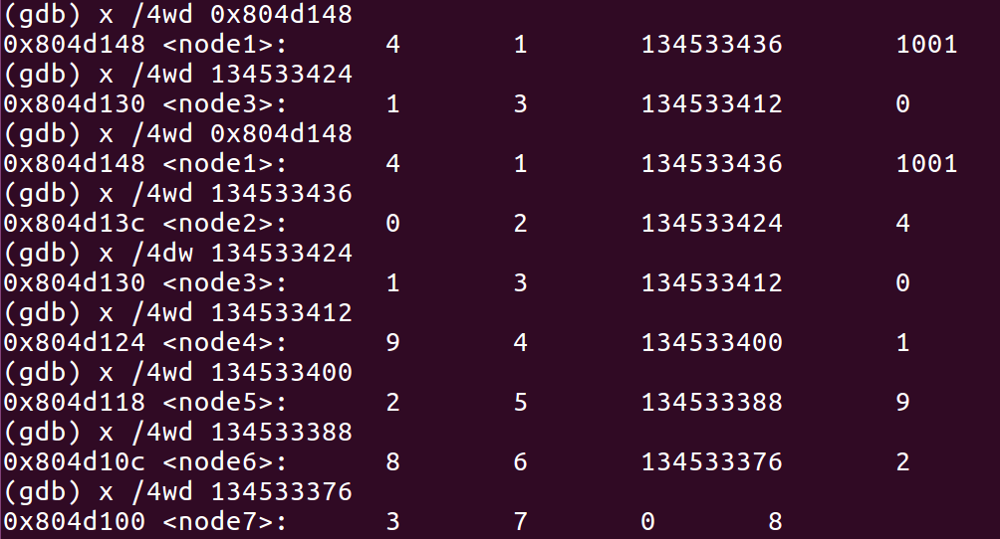 (gdb) x /4wd 0x804d148
0x804d148 <node1>: 4 1 134533436 1001
(gdb) x /4wd 134533424
0x804d130 <node3>: 1 3 134533412 0
(gdb) x /4wd 0x804d148
0x804d148 <node1>: 4 1 134533436 1001
(gdb) x /4wd 134533436
0x804d13c <node2>: 0 2 134533424 4
(gdb) x /4dw 134533424
0x804d130 <node3>: 1 3 134533412 0
(gdb) x /4wd 134533412
0x804d124 <node4>: 9 4 134533400 1
(gdb) x /4wd 134533400
0x804d118 <node5>: 2 5 134533388 9
(gdb) x /4wd 134533388
0x804d10c <node6>: 8 6 134533376 2
(gdb) x /4wd 134533376
0x804d100 <node7>: 3 7 0 8